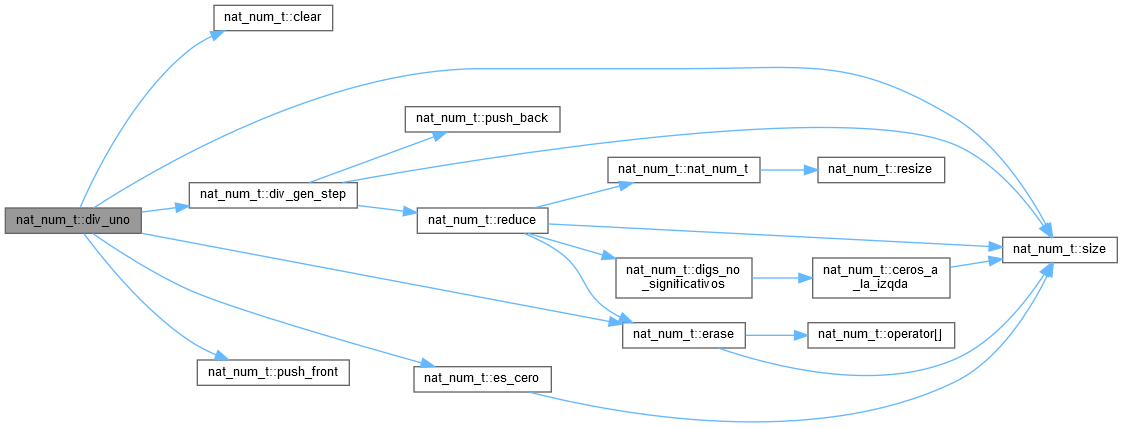 nat_num_t::clear
nat_num_t::push_back
nat_num_t::nat_num_t
nat_num_t::resize
nat_num_t::div_gen_step
nat_num_t::div_uno
nat_num_t::reduce
nat_num_t::size
nat_num_t::digs_no
_significativos
nat_num_t::ceros_a
_la_izqda
nat_num_t::erase
nat_num_t::operator[]
nat_num_t::push_front
nat_num_t::es_cero